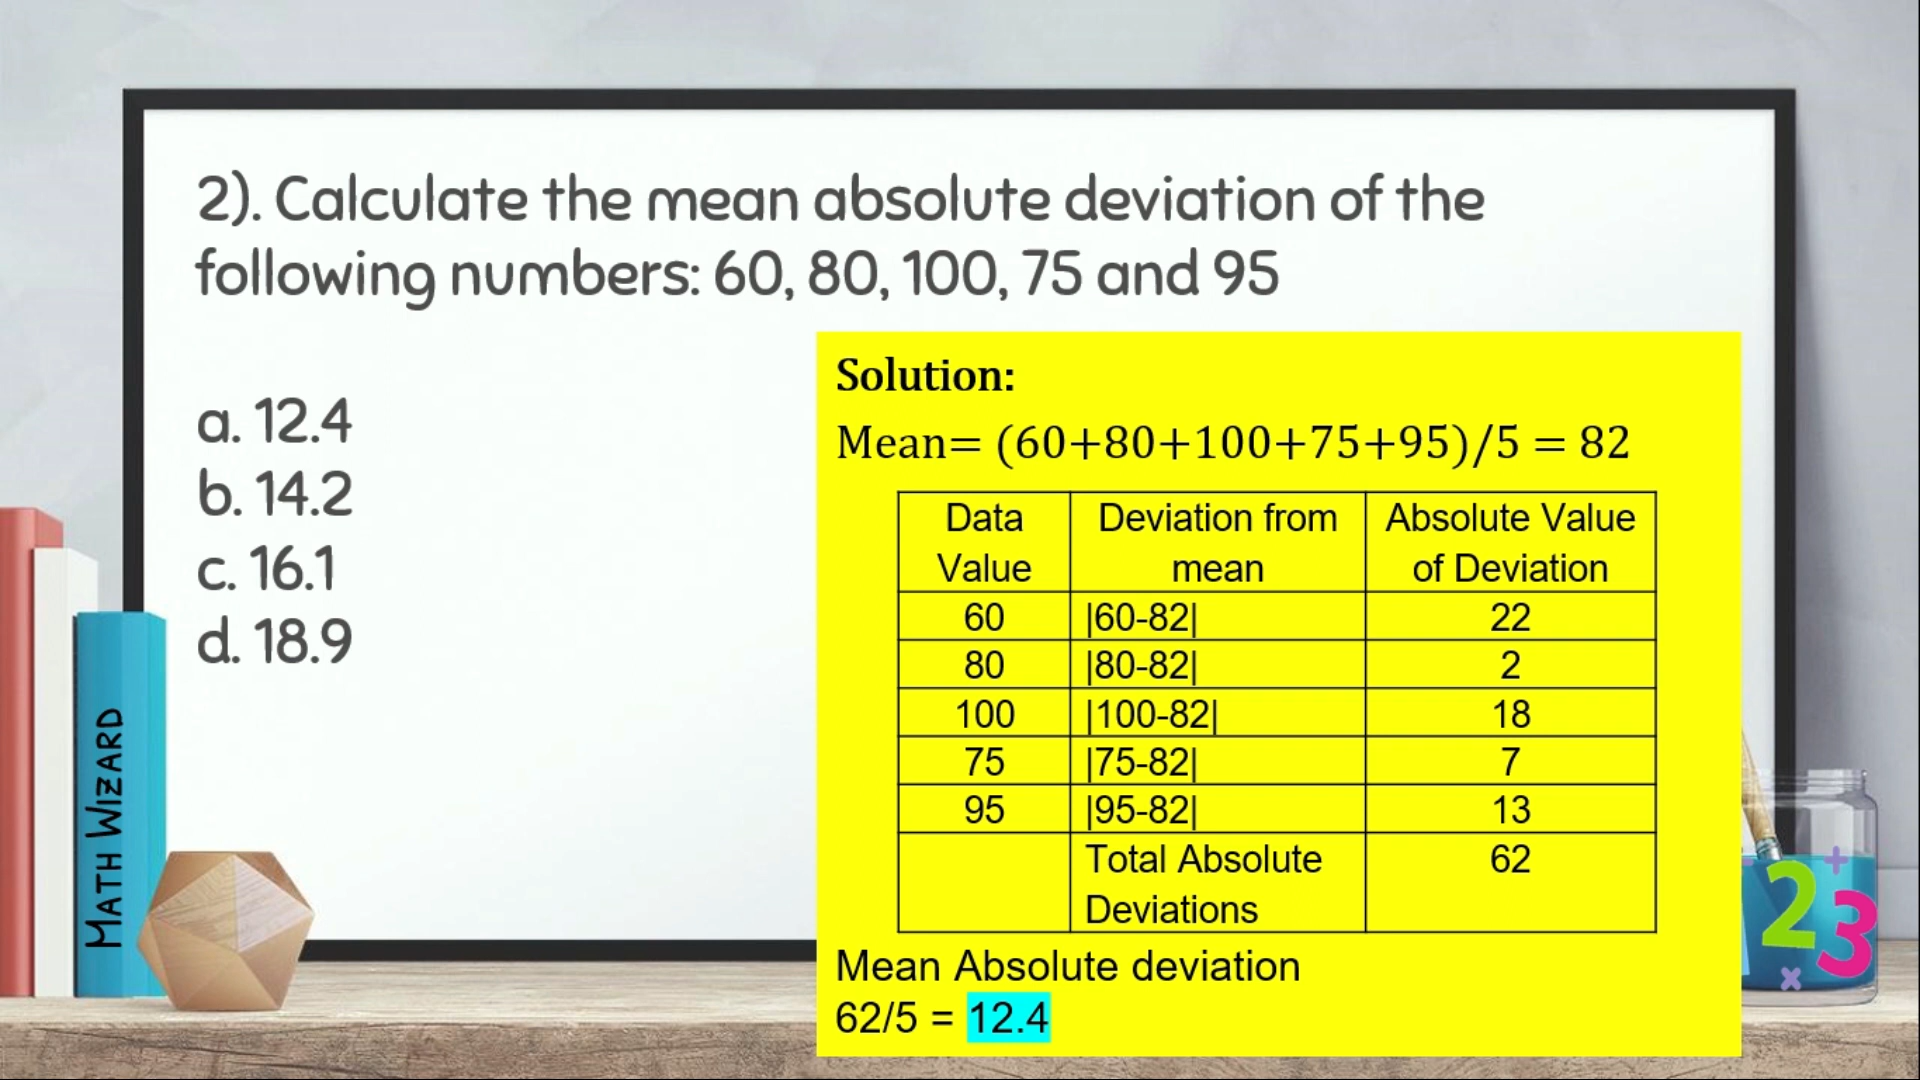 2). Calculate the mean absolute deviation of the
following numbers: 60, 80, 100, 75 and 95
a. 12.4
b. 14.2
c. 16.1
d. 18.9
Solution:
Mean= (60+80+100+75+95)/5 = 82
Data Value | Deviation from mean | Absolute Value of Deviation
60 | |60-82| | 22
80 | |80-82| | 2
100 | |100-82| | 18
75 | |75-82| | 7
95 | |95-82| | 13
Total Absolute Deviations | 62
Mean Absolute deviation
62/5 = 12.4
MATH WIZARD
2 + 3 x